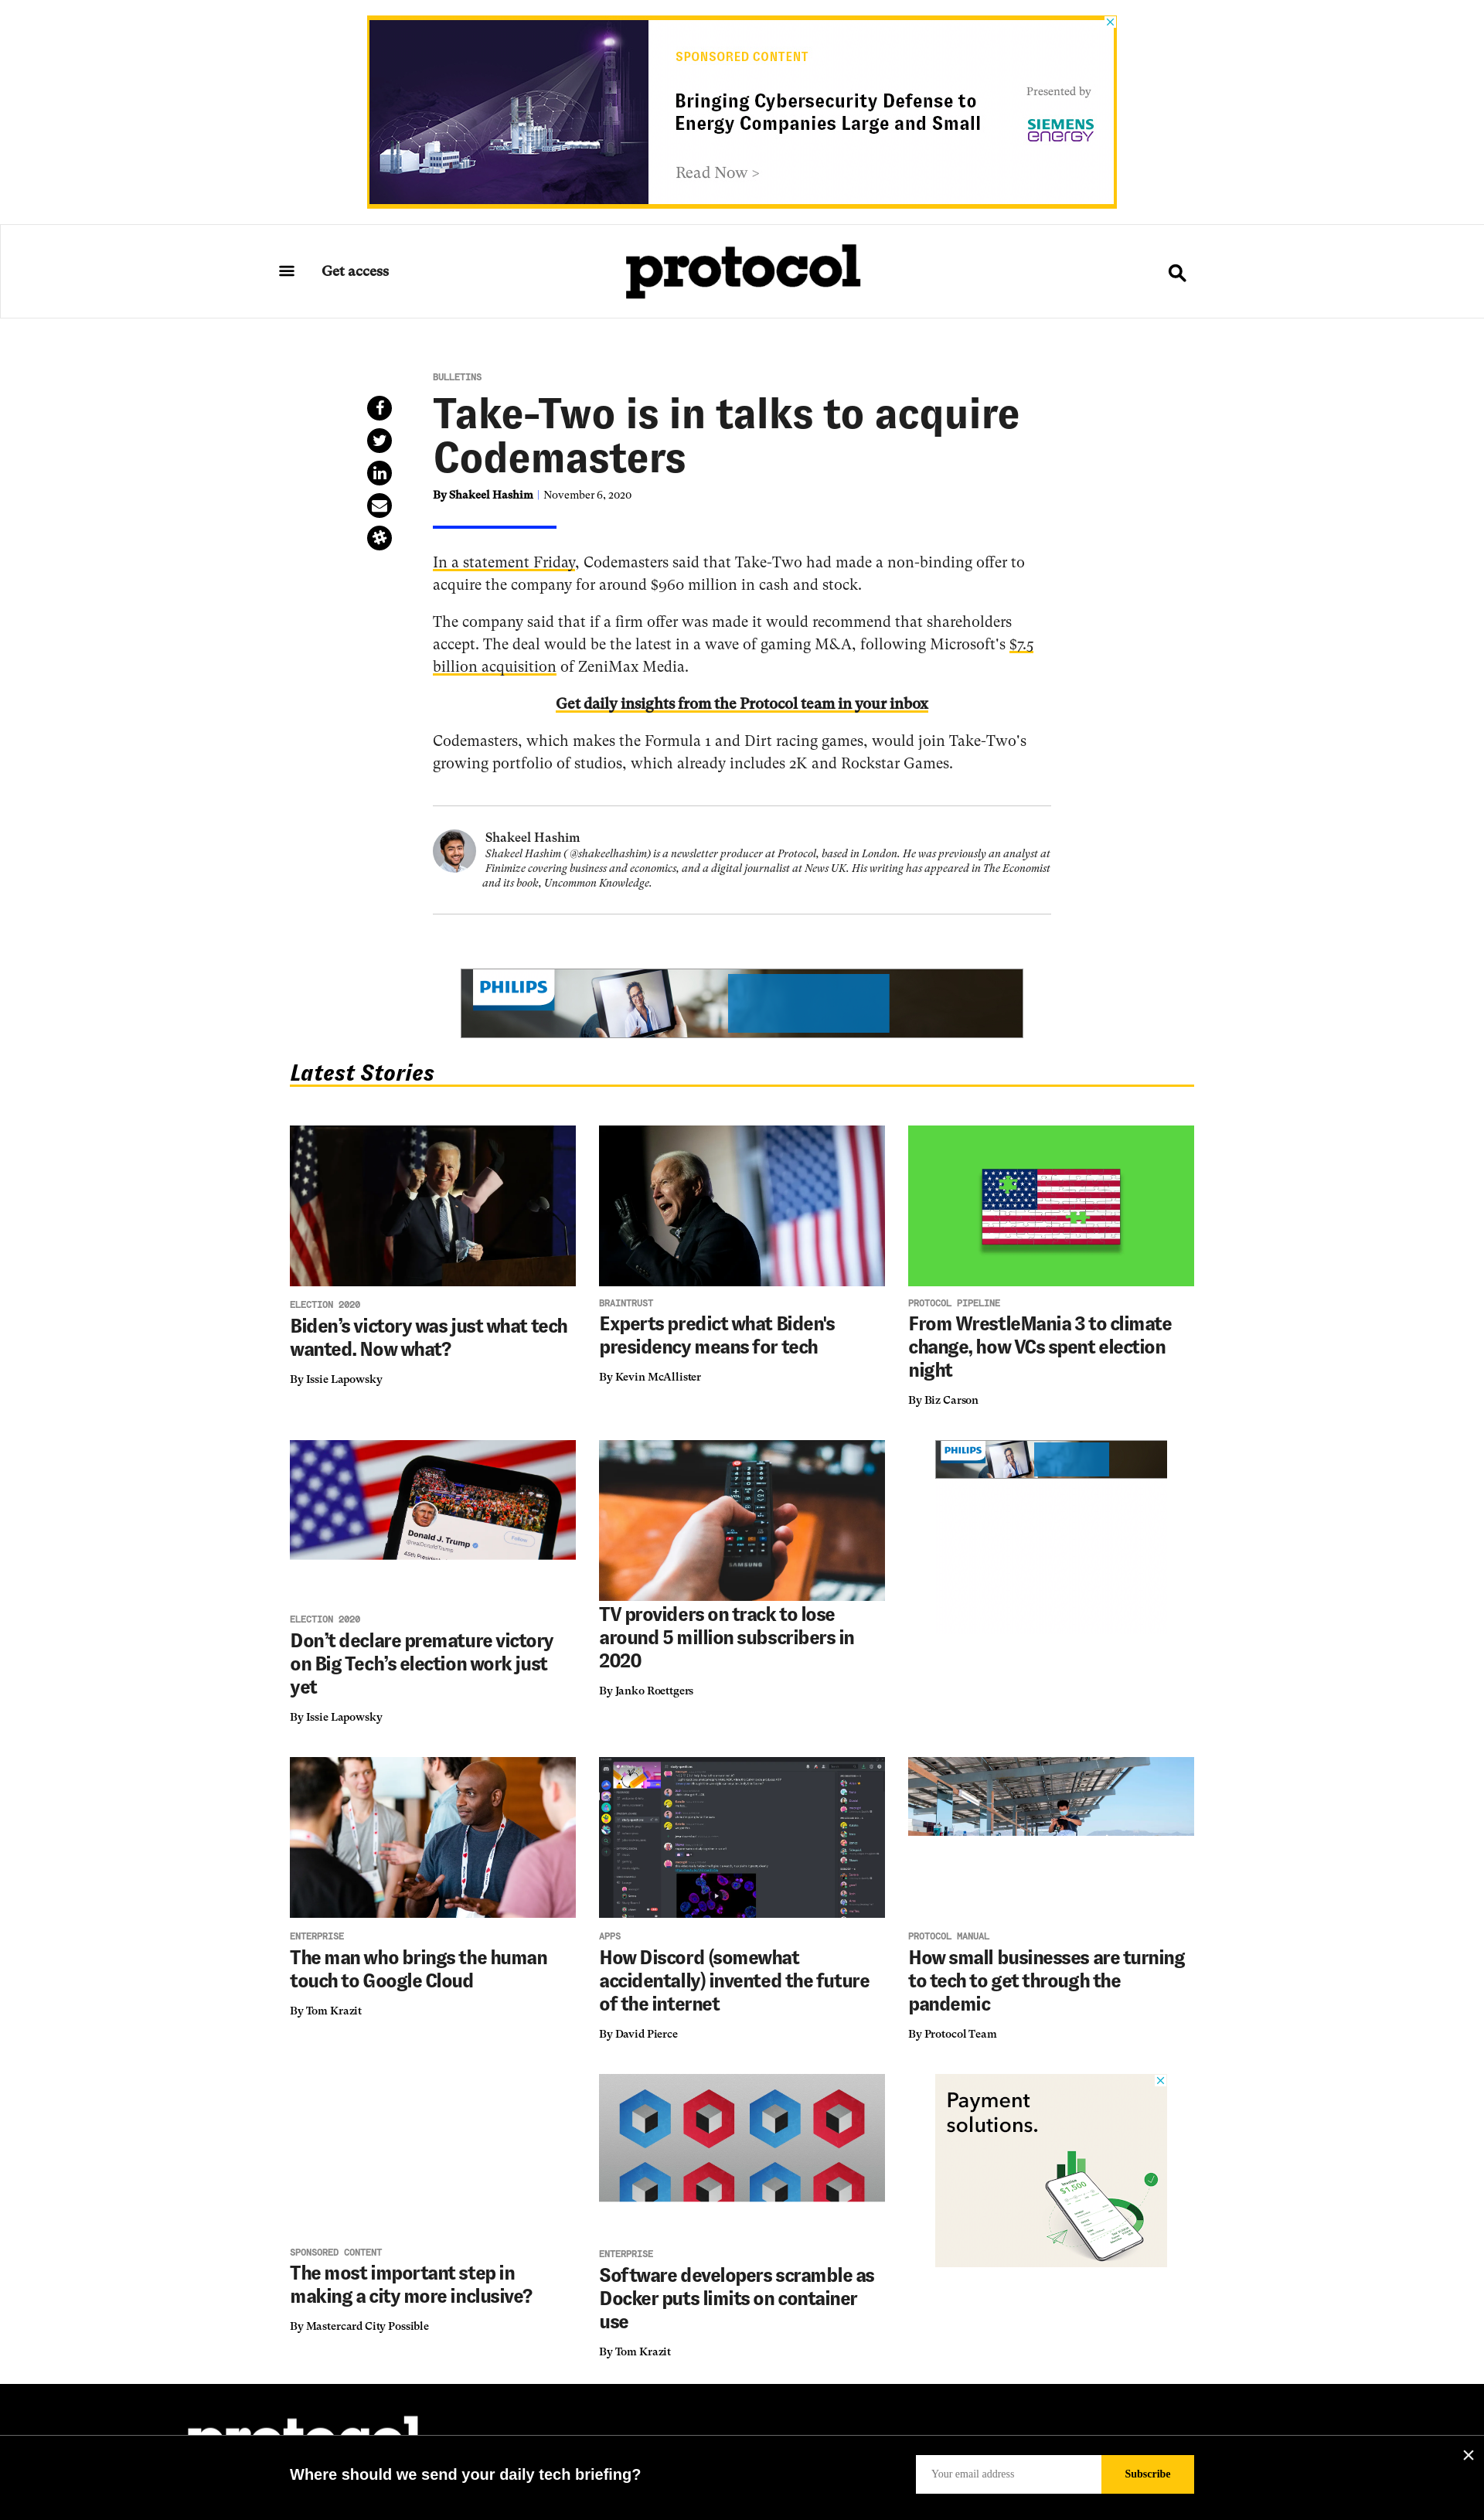 SPONSORED CONTENT
Bringing Cybersecurity Defense to
Energy Companies Large and Small
Read Now >
Presented by
SIEMENS
energy
Get access
protocol
BULLETINS
Take-Two is in talks to acquire
Codemasters
By Shakeel Hashim | November 6, 2020
In a statement Friday, Codemasters said that Take-Two had made a non-binding offer to
acquire the company for around $960 million in cash and stock.
The company said that if a firm offer was made it would recommend that shareholders
accept. The deal would be the latest in a wave of gaming M&A, following Microsoft's $7.5
billion acquisition of ZeniMax Media.
Get daily insights from the Protocol team in your inbox
Codemasters, which makes the Formula 1 and Dirt racing games, would join Take-Two's
growing portfolio of studios, which already includes 2K and Rockstar Games.
Shakeel Hashim
Shakeel Hashim ( @shakeelhashim) is a newsletter producer at Protocol, based in London. He was previously an analyst at
Finimize covering business and economics, and a digital journalist at News UK. His writing has appeared in The Economist
and its book, Uncommon Knowledge.
PHILIPS
Latest Stories
ELECTION 2020
Biden’s victory was just what tech
wanted. Now what?
By Issie Lapowsky
BRAINTRUST
Experts predict what Biden's
presidency means for tech
By Kevin McAllister
PROTOCOL PIPELINE
From WrestleMania 3 to climate
change, how VCs spent election
night
By Biz Carson
Donald J. Trump
@realDonaldTrump
Follow
ELECTION 2020
Don’t declare premature victory
on Big Tech’s election work just
yet
By Issie Lapowsky
SAMSUNG
TV providers on track to lose
around 5 million subscribers in
2020
By Janko Roettgers
PHILIPS
ENTERPRISE
The man who brings the human
touch to Google Cloud
By Tom Krazit
APPS
How Discord (somewhat
accidentally) invented the future
of the internet
By David Pierce
PROTOCOL MANUAL
How small businesses are turning
to tech to get through the
pandemic
By Protocol Team
SPONSORED CONTENT
The most important step in
making a city more inclusive?
By Mastercard City Possible
ENTERPRISE
Software developers scramble as
Docker puts limits on container
use
By Tom Krazit
Payment
solutions.
$1,500
protocol
Where should we send your daily tech briefing?
Your email address
Subscribe